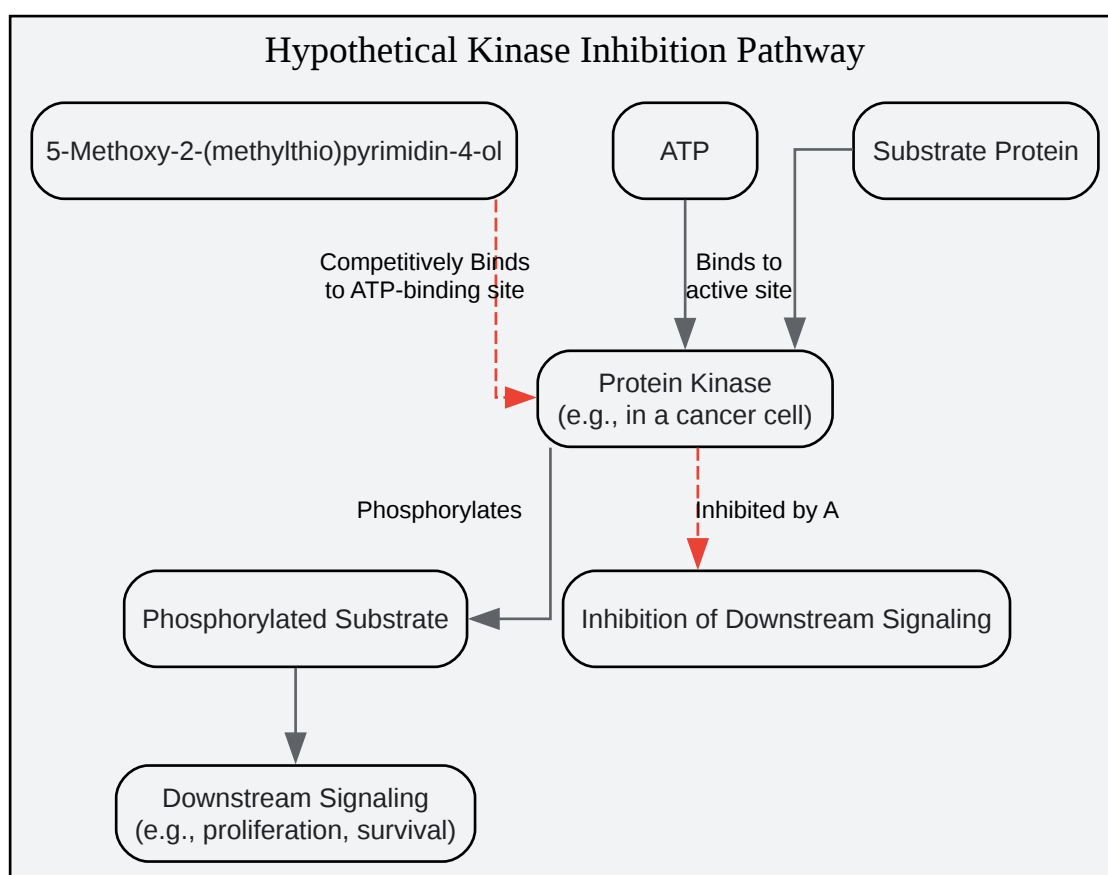 Hypothetical Kinase Inhibition Pathway
5-Methoxy-2-(methylthio)pyrimidin-4-ol
ATP
Substrate Protein
Competitively Binds
to ATP-binding site
Binds to
active site
Protein Kinase
(e.g., in a cancer cell)
Phosphorylates
Inhibited by A
Phosphorylated Substrate
Inhibition of Downstream Signaling
Downstream Signaling
(e.g., proliferation, survival)